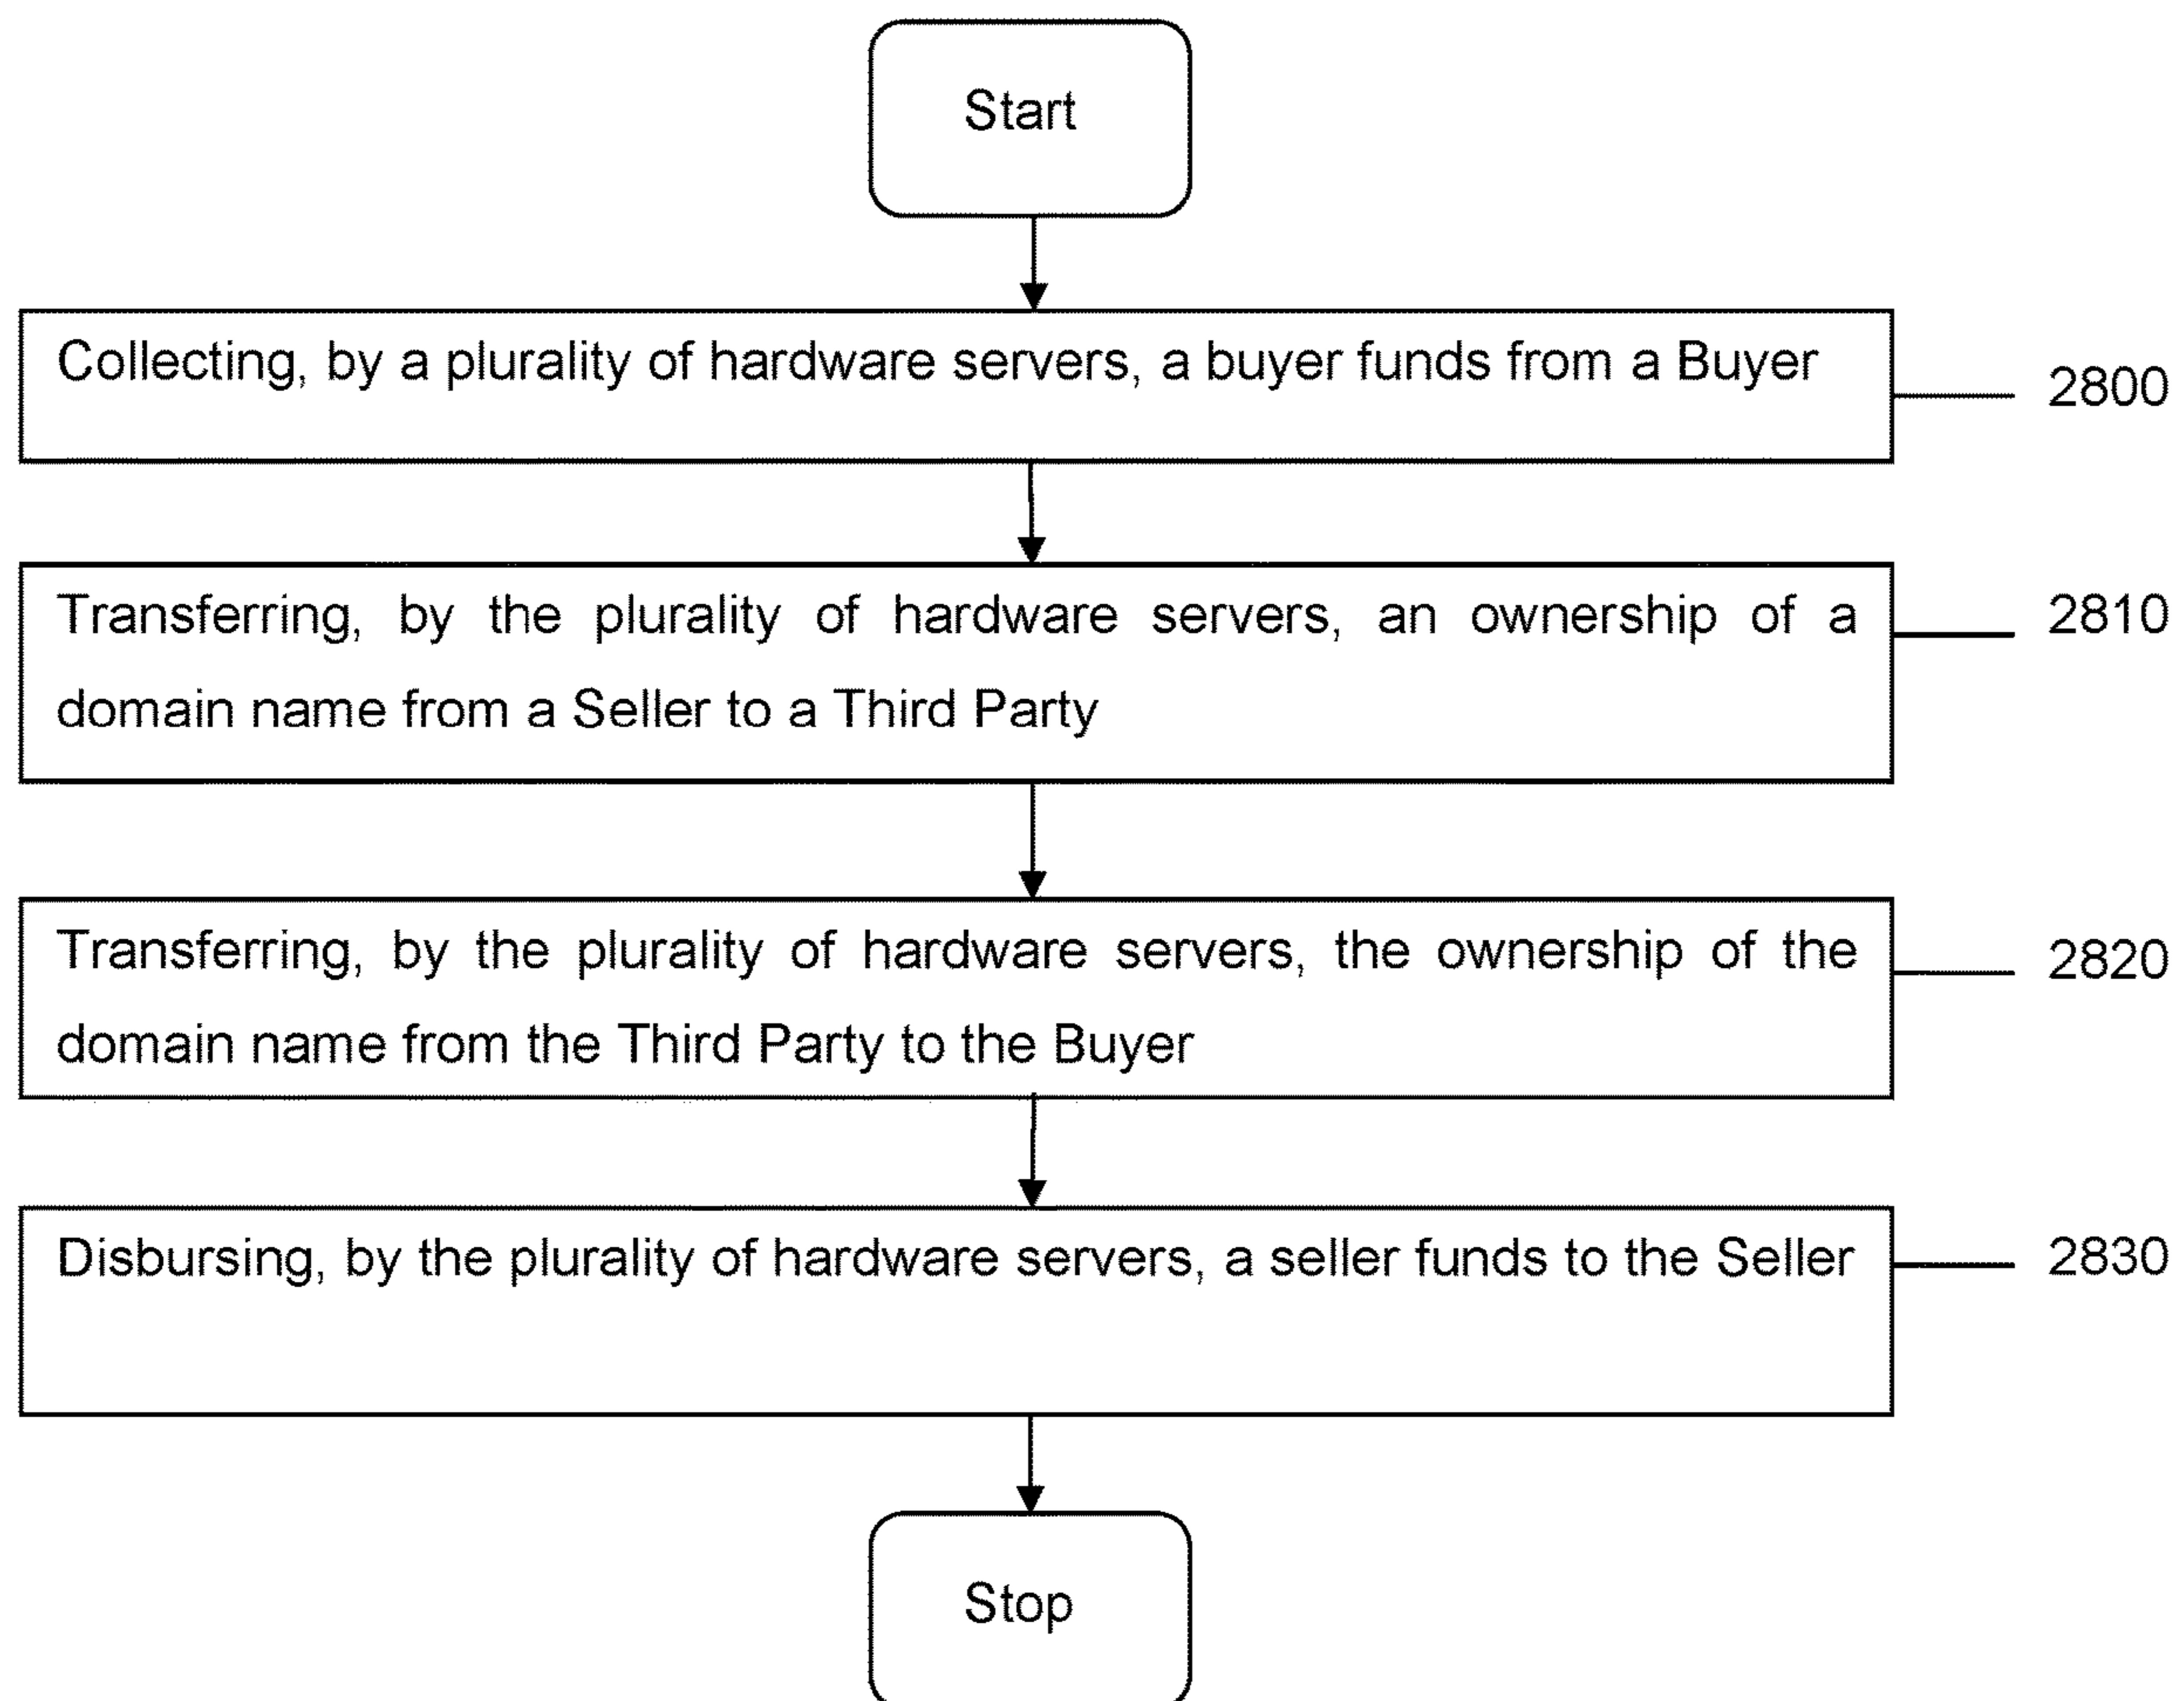 Start
Collecting, by a plurality of hardware servers, a buyer funds from a Buyer
2800
Transferring, by the plurality of hardware servers, an ownership of a
2810
domain name from a Seller to a Third Party
Transferring, by the plurality of hardware servers, the ownership of the
2820
domain name from the Third Party to the Buyer
Disbursing, by the plurality of hardware servers, a seller funds to the Seller
2830
Stop